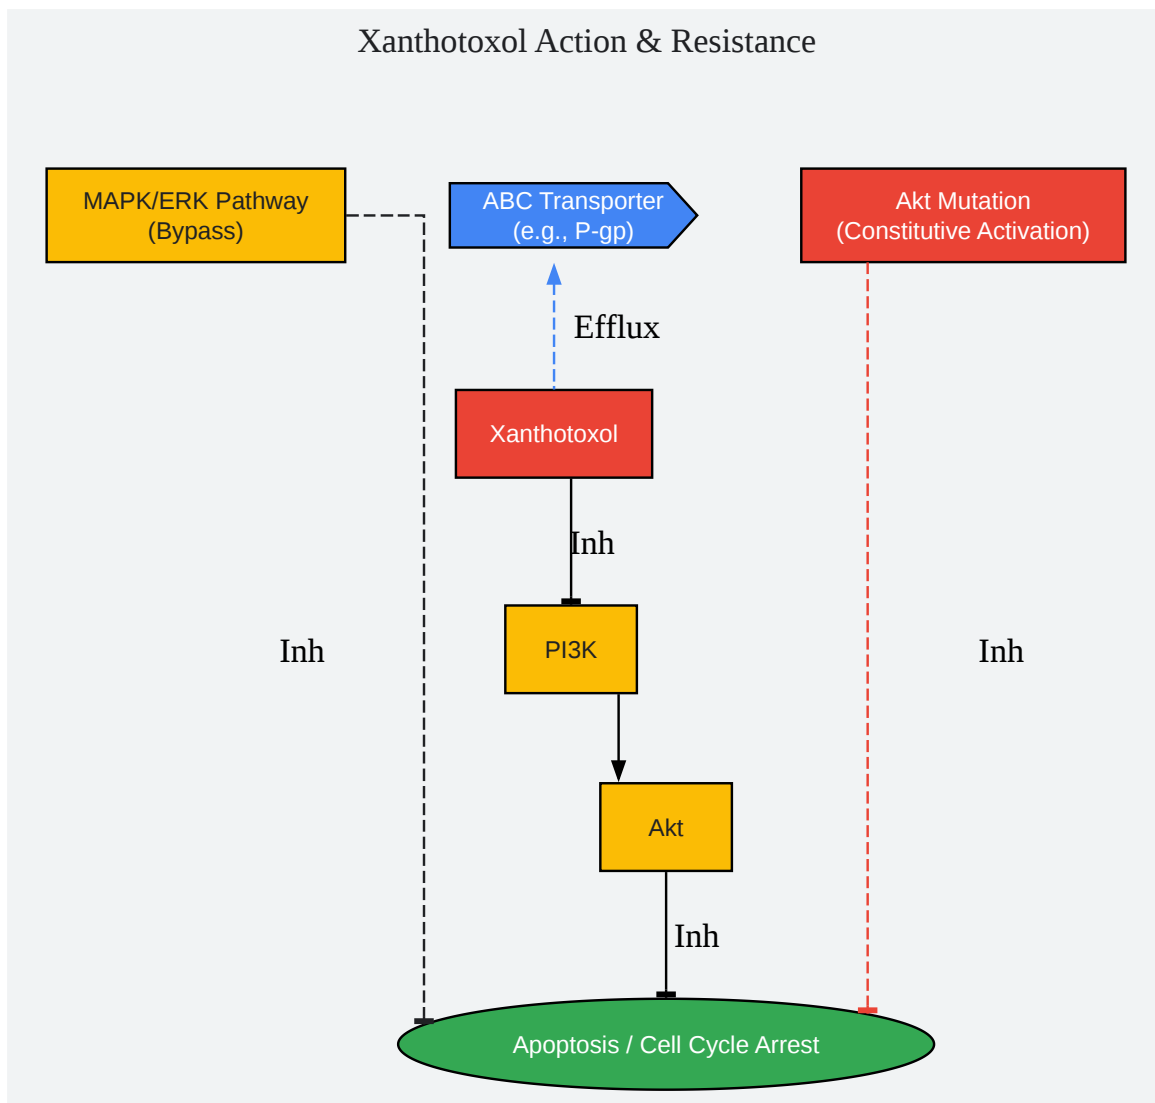 Xanthotoxol Action & Resistance
MAPK/ERK Pathway
(Bypass)
ABC Transporter
(e.g., P-gp)
Akt Mutation
(Constitutive Activation)
Efflux
Xanthotoxol
Inh
Inh
PI3K
Inh
Akt
Inh
Apoptosis / Cell Cycle Arrest